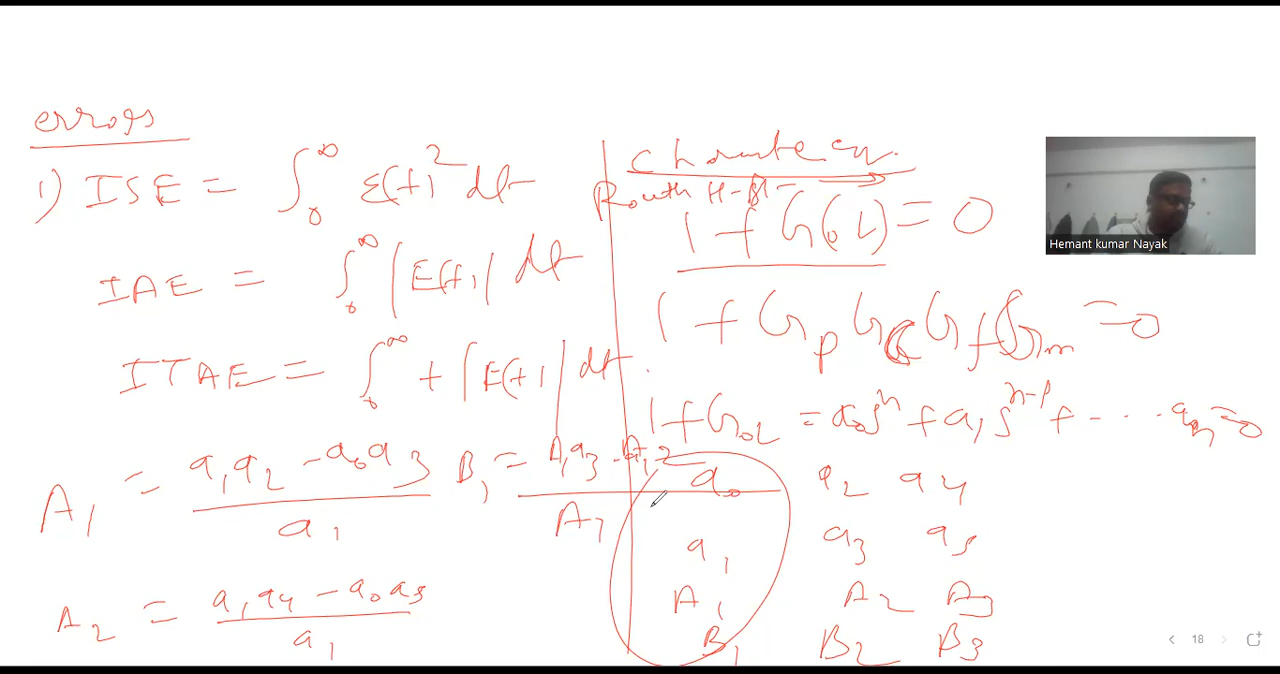 errors
1) ISE = ∫₀^∞ ε(t)² dt
IAE = ∫₀^∞ |E(t)| dt
ITAE = ∫₀^∞ t |E(t)| dt.
A₁ = (a₁a₂ - a₀a₃) / a₁
B₁ = (A₁a₃ - A₂) / A₁
A₂ = (a₁a₄ - a₀a₅) / a₁
eq.
Routh H-
1 + G(OL) = 0
1 + Gp Gc Gf Gm = 0
1 + G_OL = a₀sⁿ + a₁sⁿ⁻¹ + - - - aₙ = 0
a₀ a₂ a₄
a₁ a₃ a₅
A₁ A₂ A₃
B₁ B₂ B₃
Hemant kumar Nayak
18